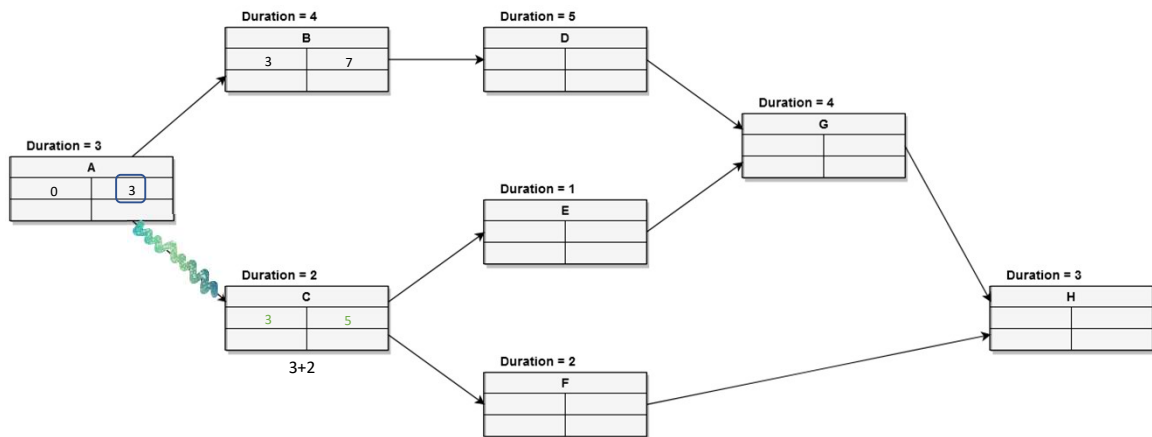 Duration = 4
B
3 7
Duration = 5
D
Duration = 4
G
Duration = 3
A
0 3
Duration = 1
E
Duration = 2
C
3 5
3+2
Duration = 3
H
Duration = 2
F